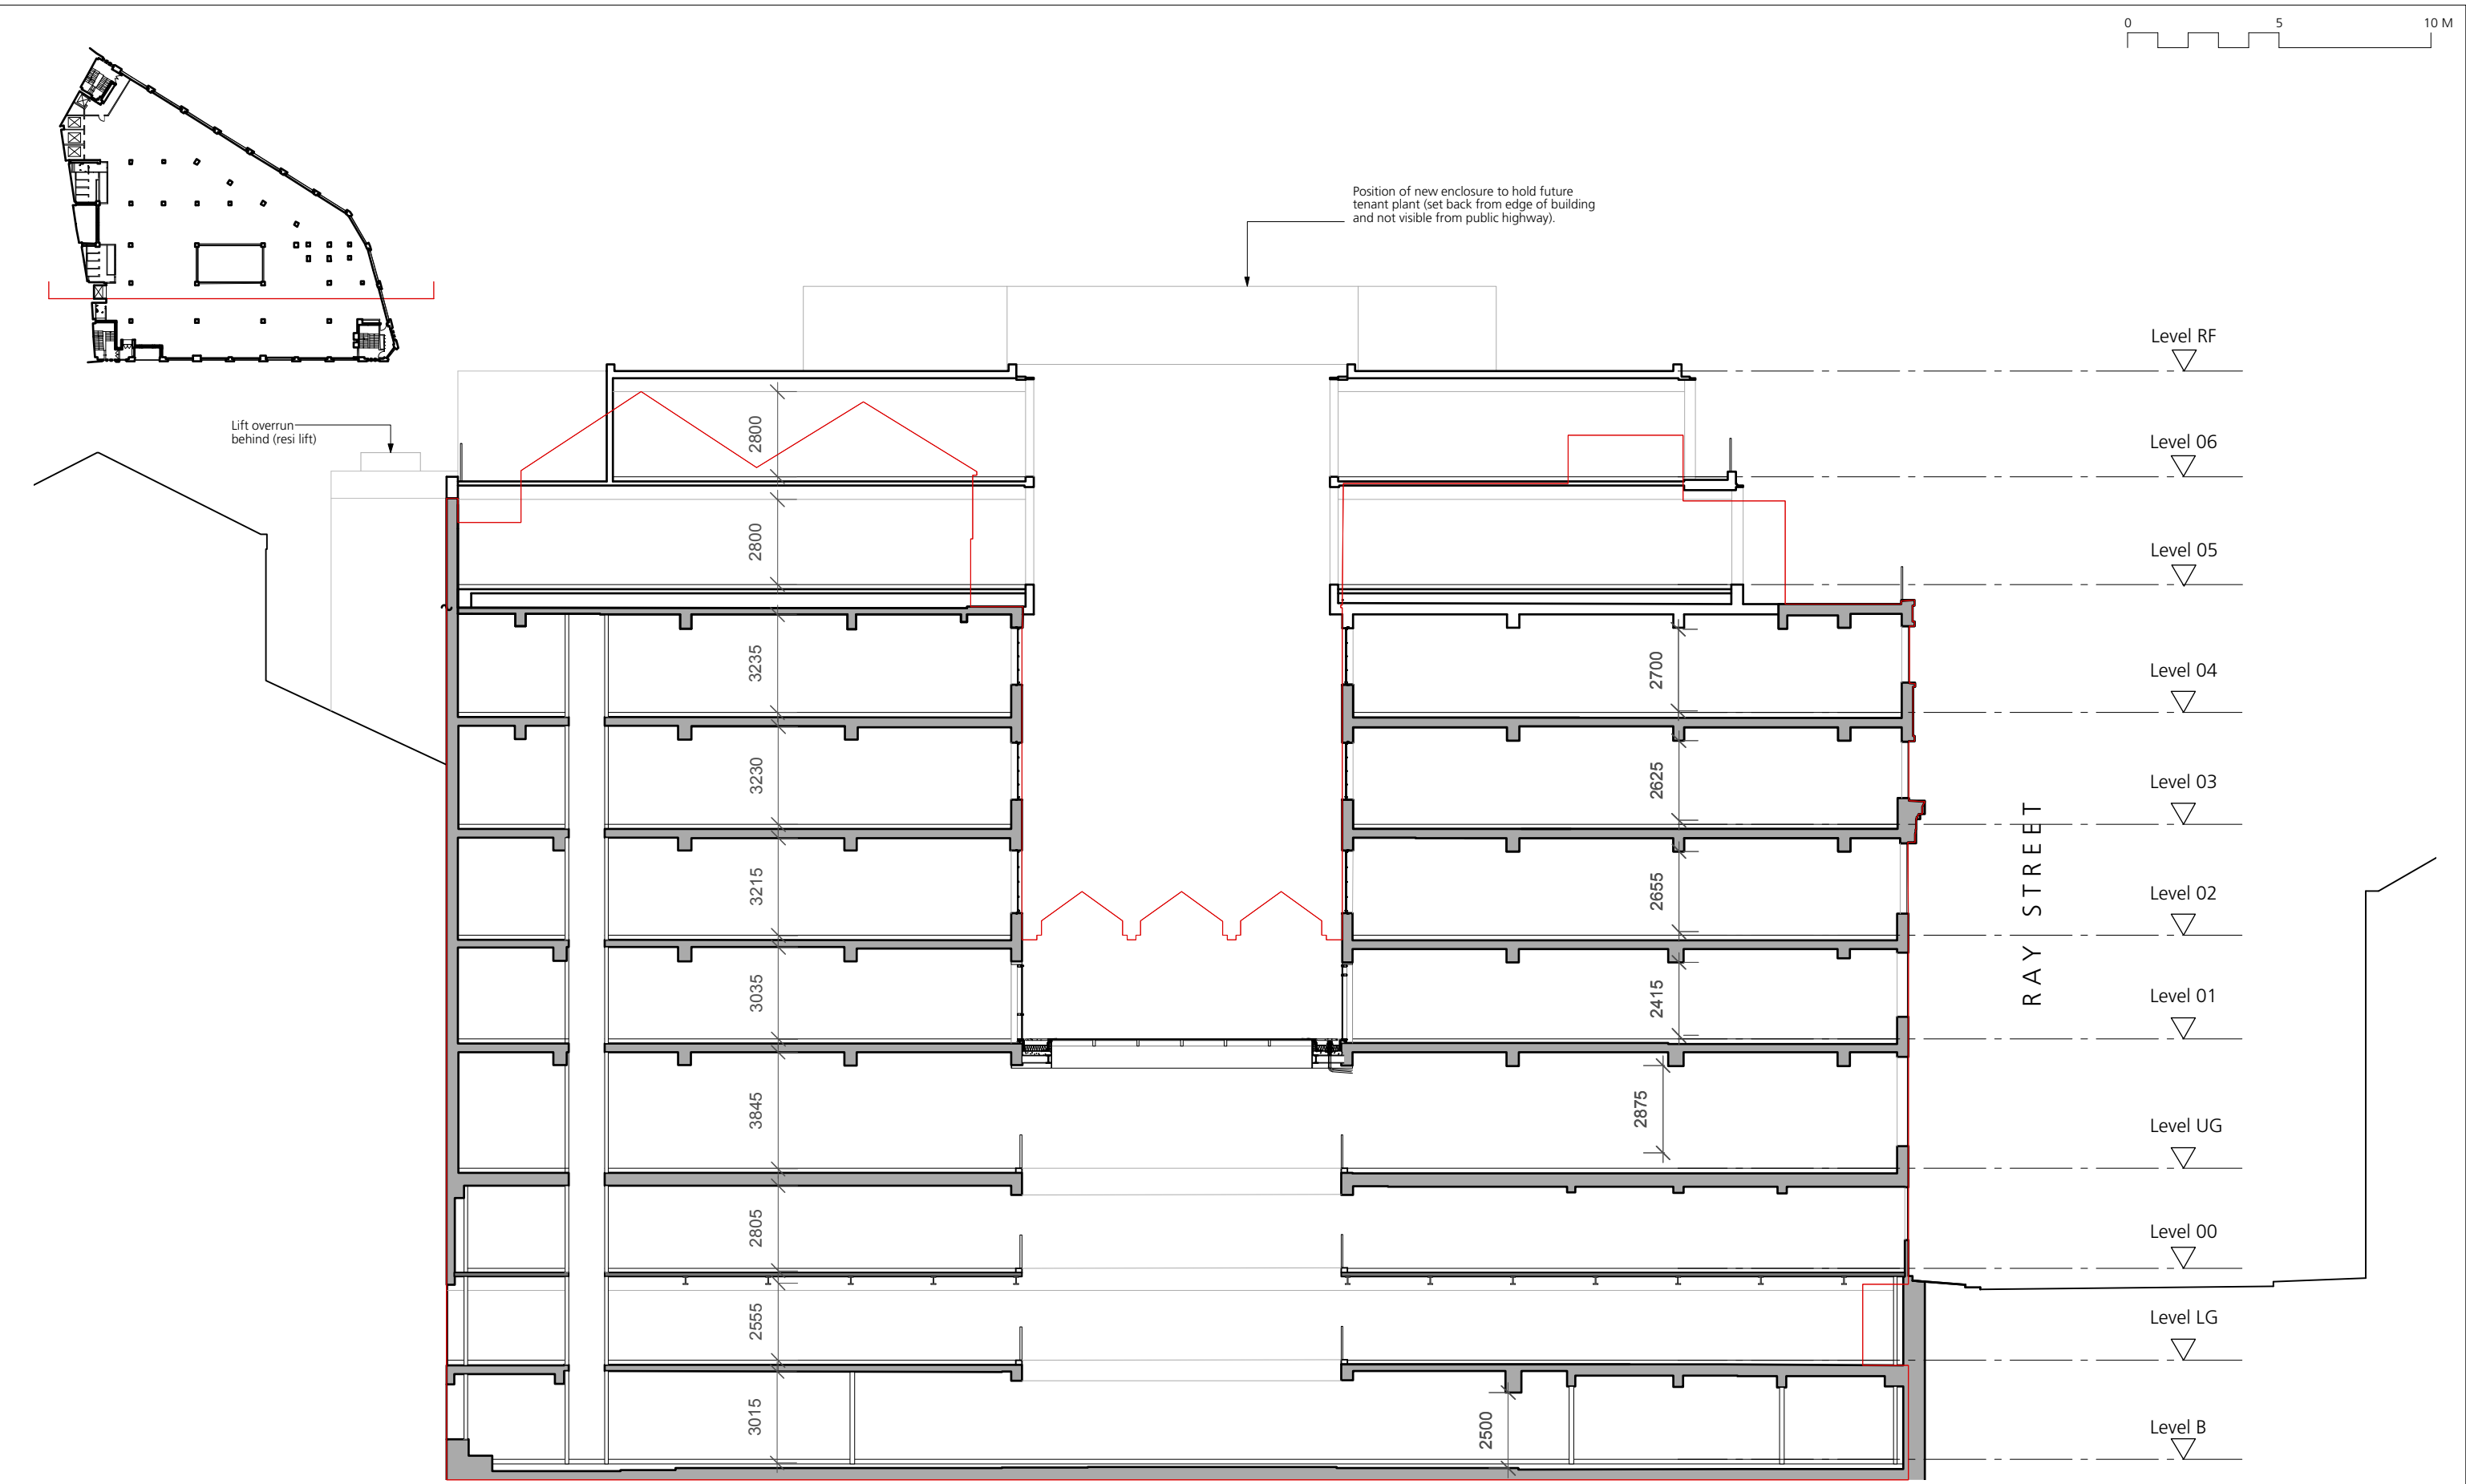 0 5 10 M
Position of new enclosure to hold future
tenant plant (set back from edge of building
and not visible from public highway).
Level RF
Lift overrun
behind (resi lift)
2800
Level 06
2800
Level 05
3235
2700
Level 04
3230
2625
Level 03
3215
2655
Level 02
3035
2415
Level 01
RAY STREET
3845
2875
Level UG
2805
Level 00
2555
Level LG
3015
2500
Level B